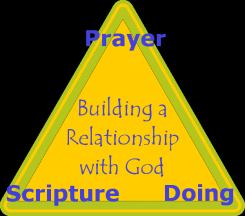 Prayer
Building a
Relationship
with God
Scripture Doing